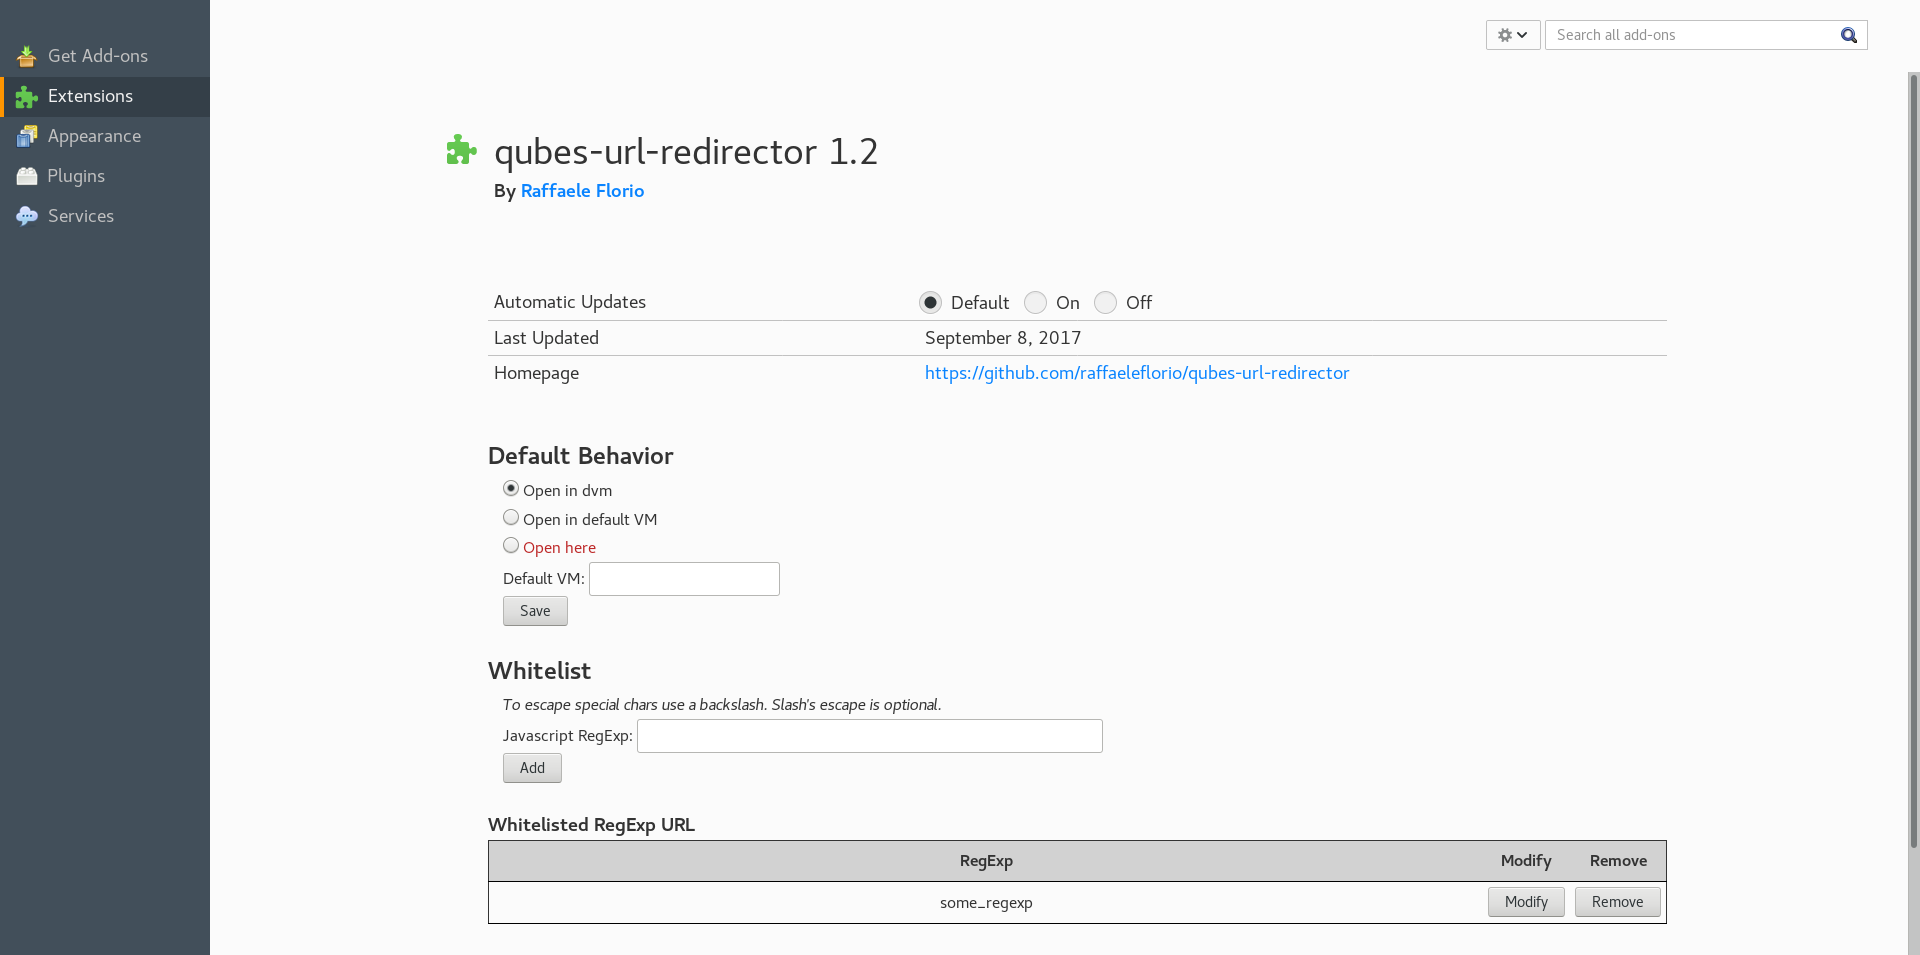 Get Add-ons
Extensions
Appearance
Plugins
Services
Search all add-ons
qubes-url-redirector 1.2
By Raffaele Florio
Automatic Updates Default On Off
Last Updated September 8, 2017
Homepage https://github.com/raffaeleflorio/qubes-url-redirector
Default Behavior
Open in dvm
Open in default VM
Open here
Default VM:
Save
Whitelist
To escape special chars use a backslash. Slash's escape is optional.
Javascript RegExp:
Add
Whitelisted RegExp URL
RegExp Modify Remove
some_regexp Modify Remove